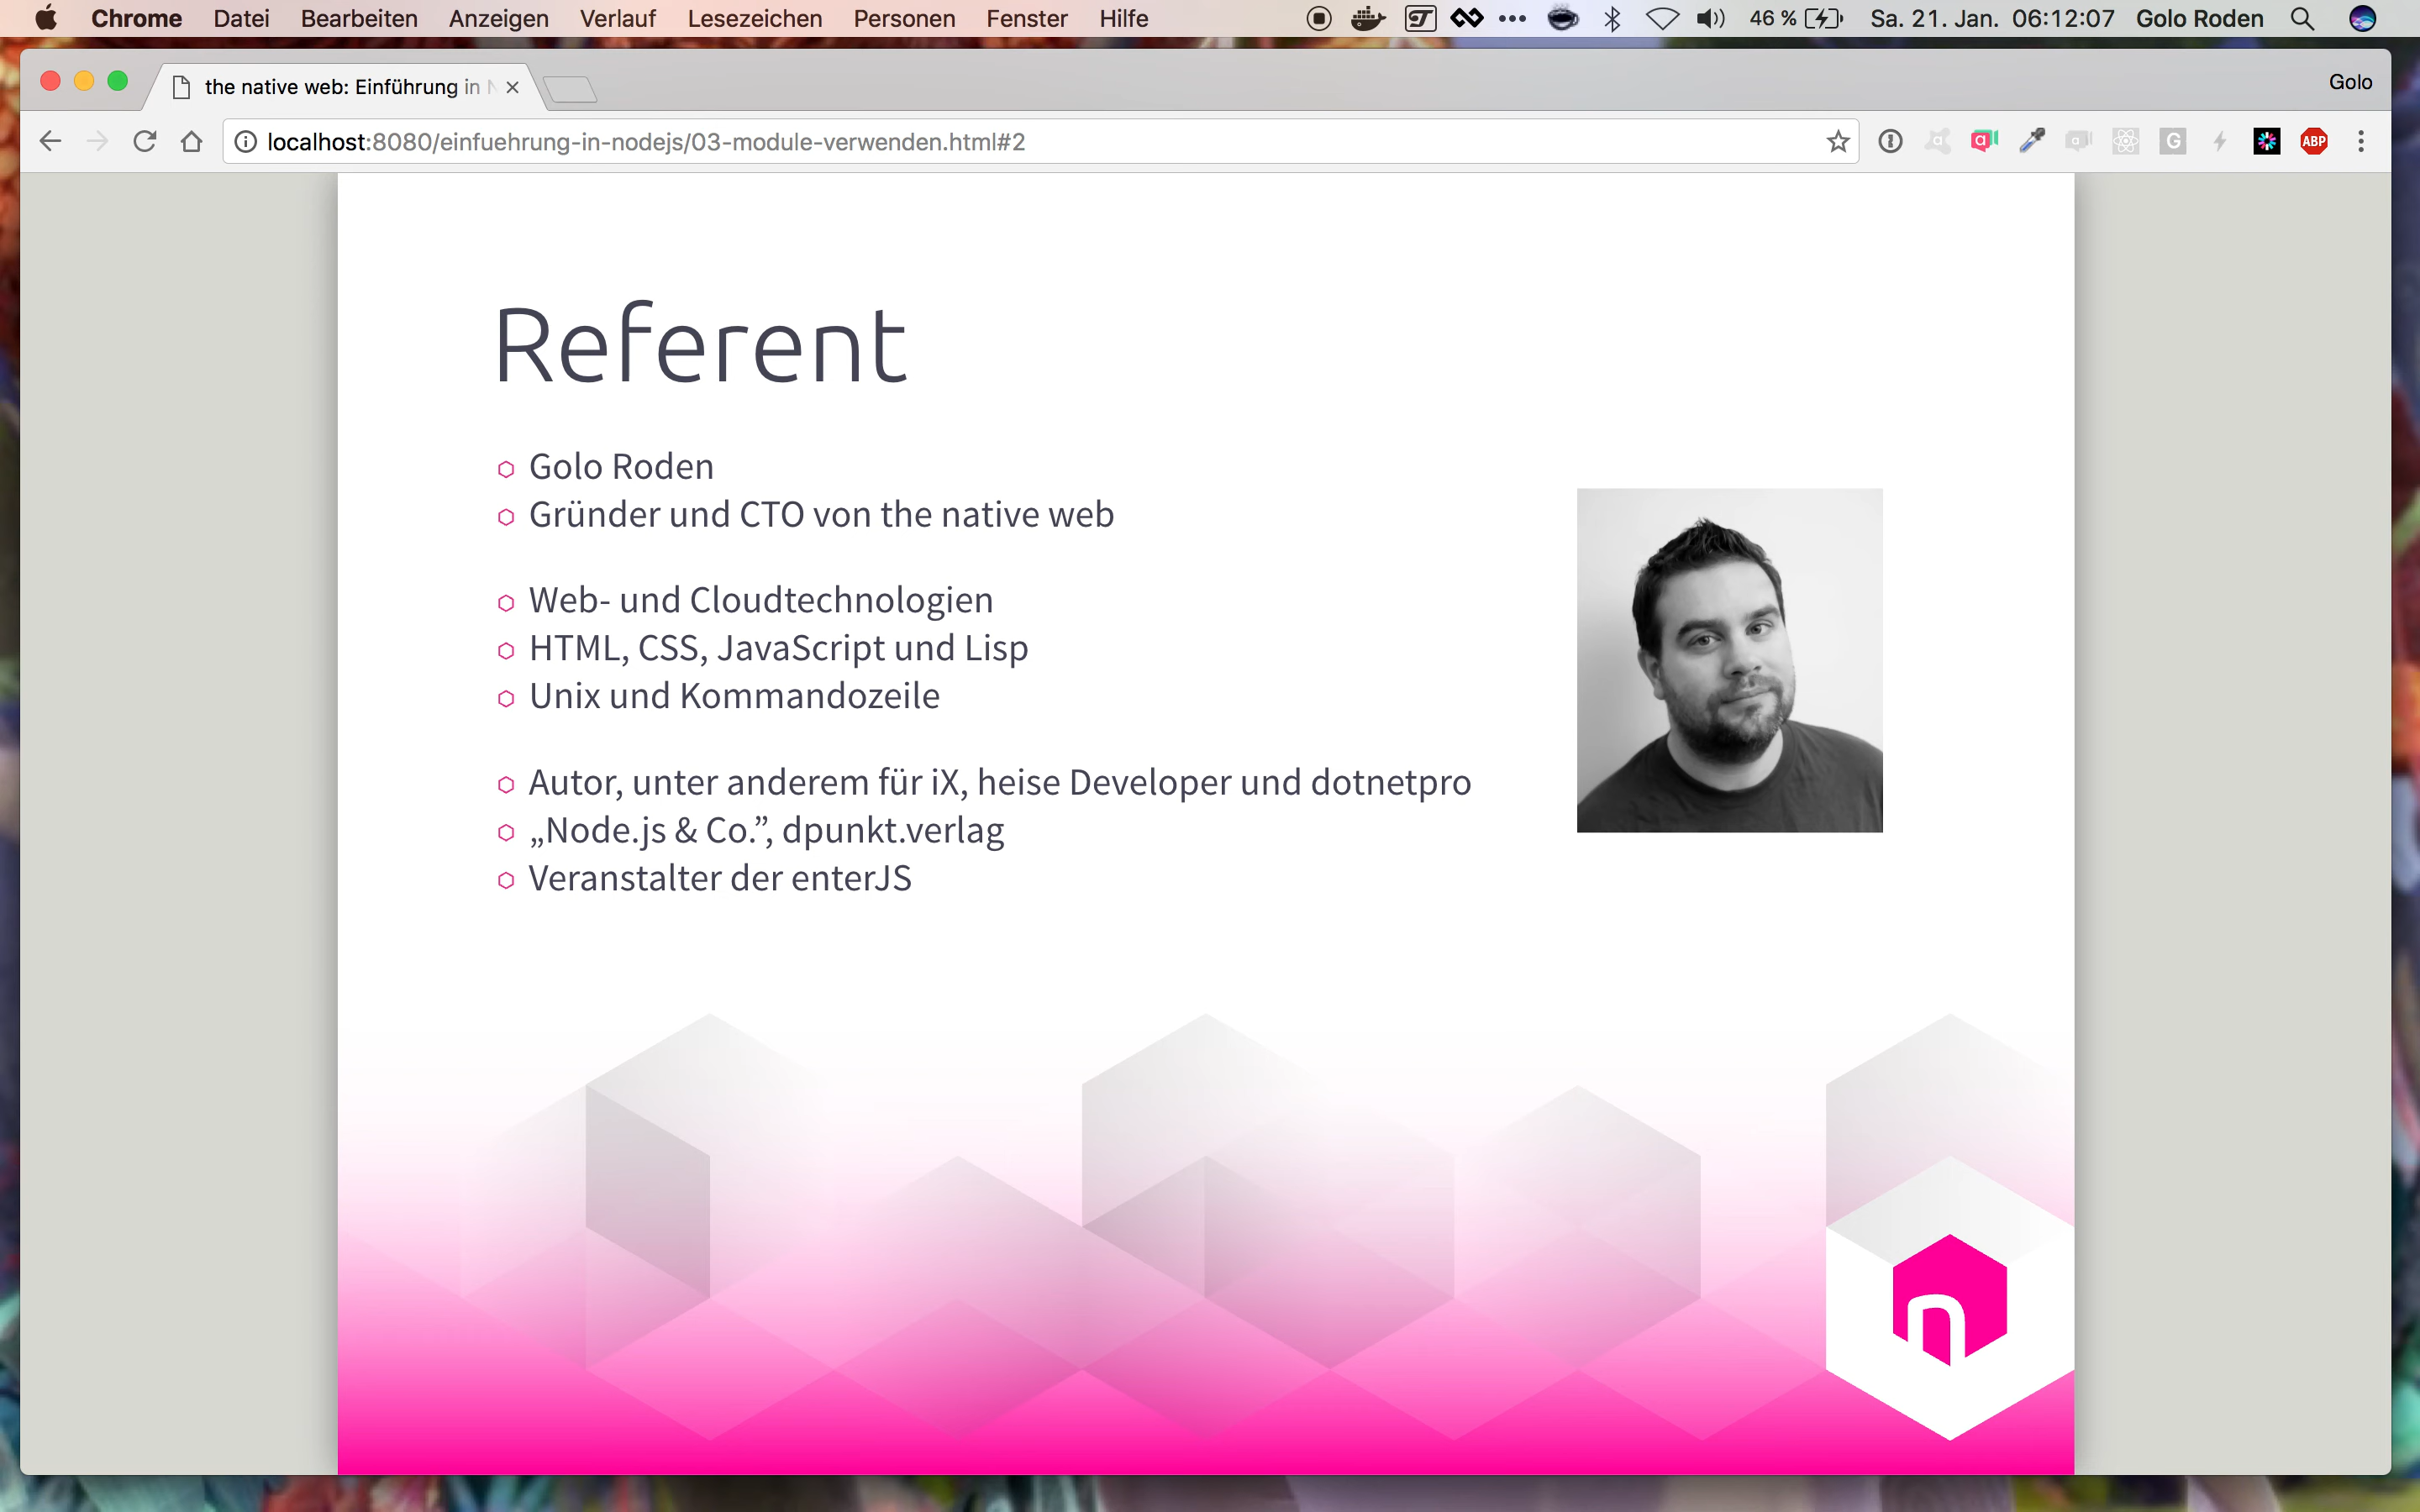 Chrome Datei Bearbeiten Anzeigen Verlauf Lesezeichen Personen Fenster Hilfe 46 % Sa. 21. Jan. 06:12:07 Golo Roden
the native web: Einführung in Golo
localhost:8080/einfuehrung-in-nodejs/03-module-verwenden.html#2
ABP
Referent
Golo Roden
Gründer und CTO von the native web
Web- und Cloudtechnologien
HTML, CSS, JavaScript und Lisp
Unix und Kommandozeile
Autor, unter anderem für iX, heise Developer und dotnetpro
„Node.js & Co.”, dpunkt.verlag
Veranstalter der enterJS
n